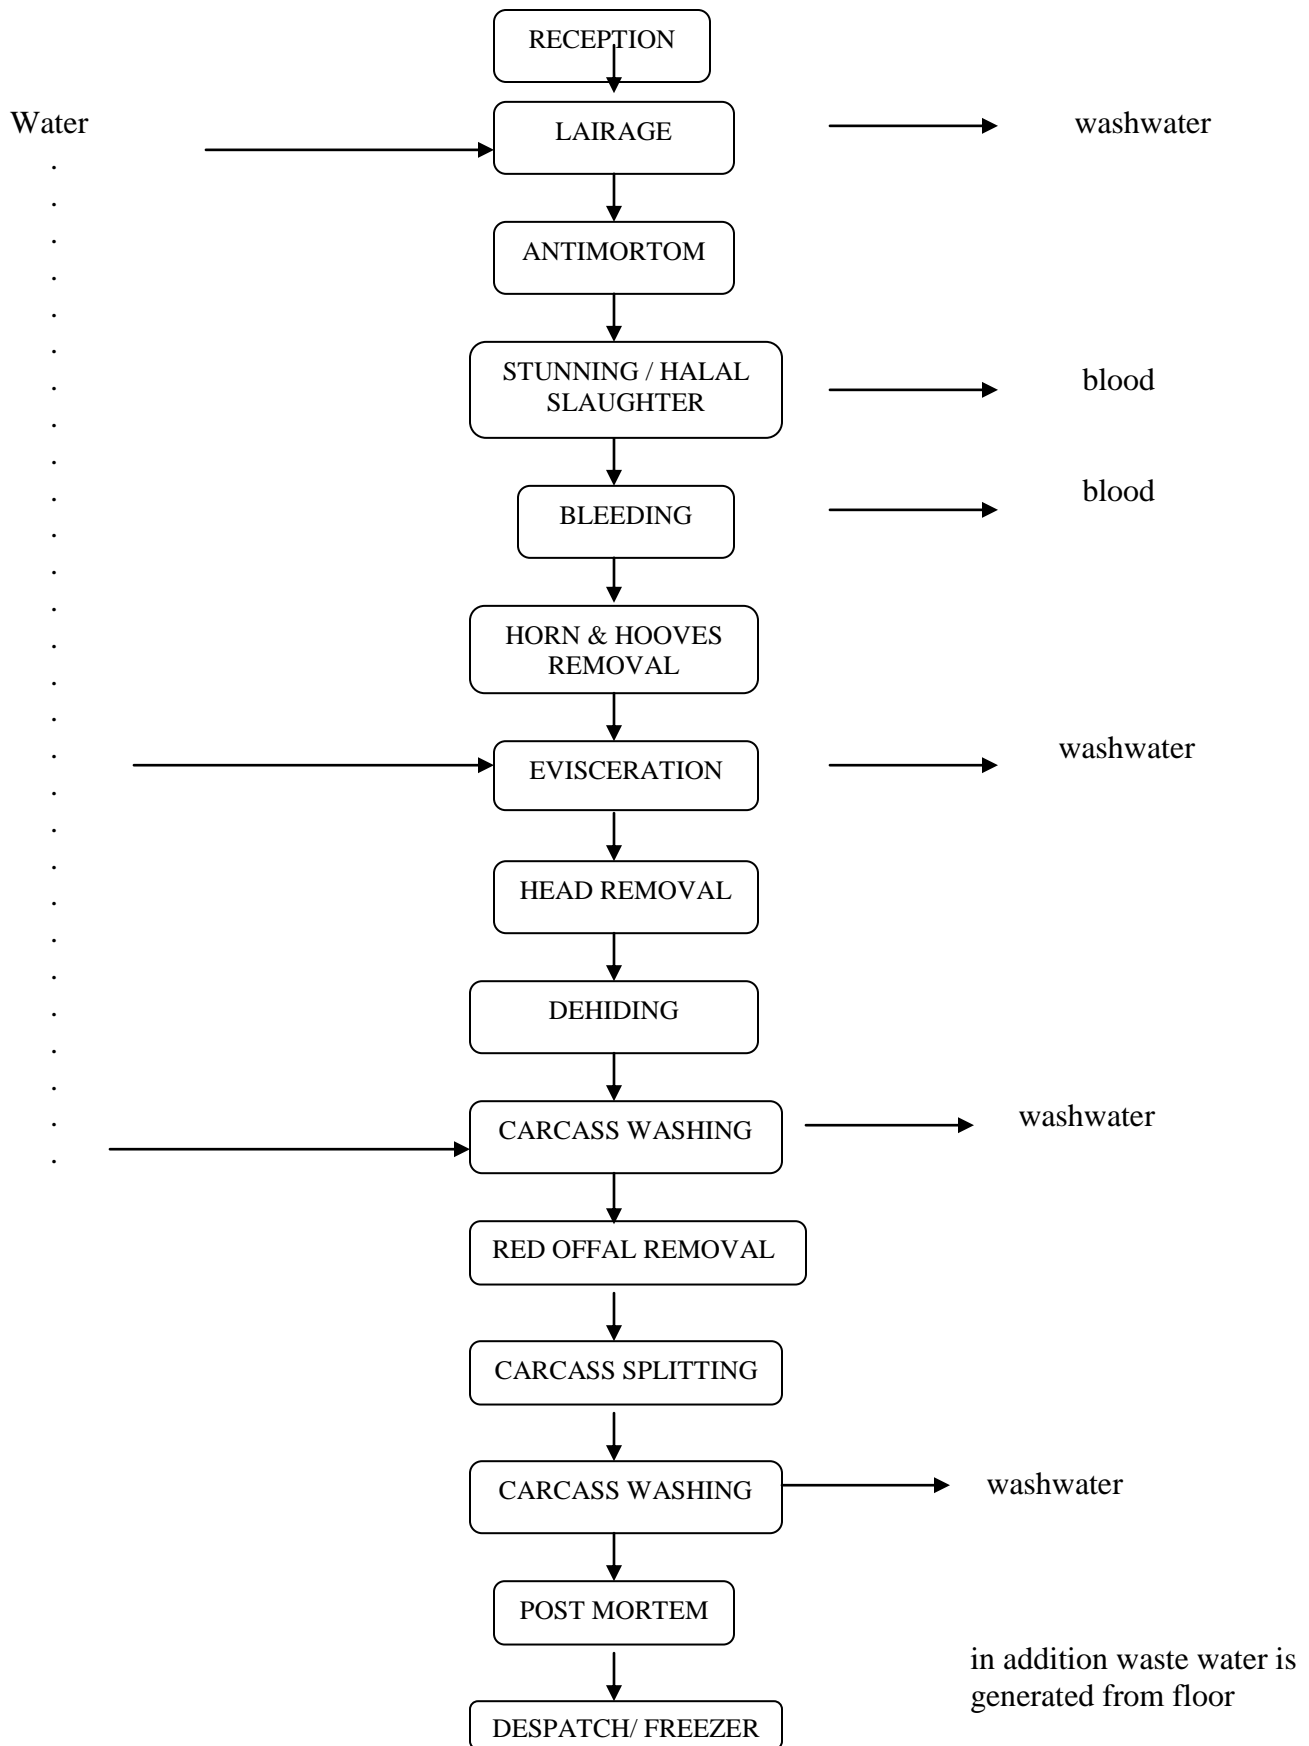 RECEPTION
Water
LAIRAGE
washwater
ANTIMORTOM
STUNNING / HALAL
SLAUGHTER
blood
BLEEDING
blood
HORN & HOOVES
REMOVAL
EVISCERATION
washwater
HEAD REMOVAL
DEHIDING
CARCASS WASHING
washwater
RED OFFAL REMOVAL
CARCASS SPLITTING
CARCASS WASHING
washwater
POST MORTEM
in addition waste water is
generated from floor
DESPATCH/ FREEZER